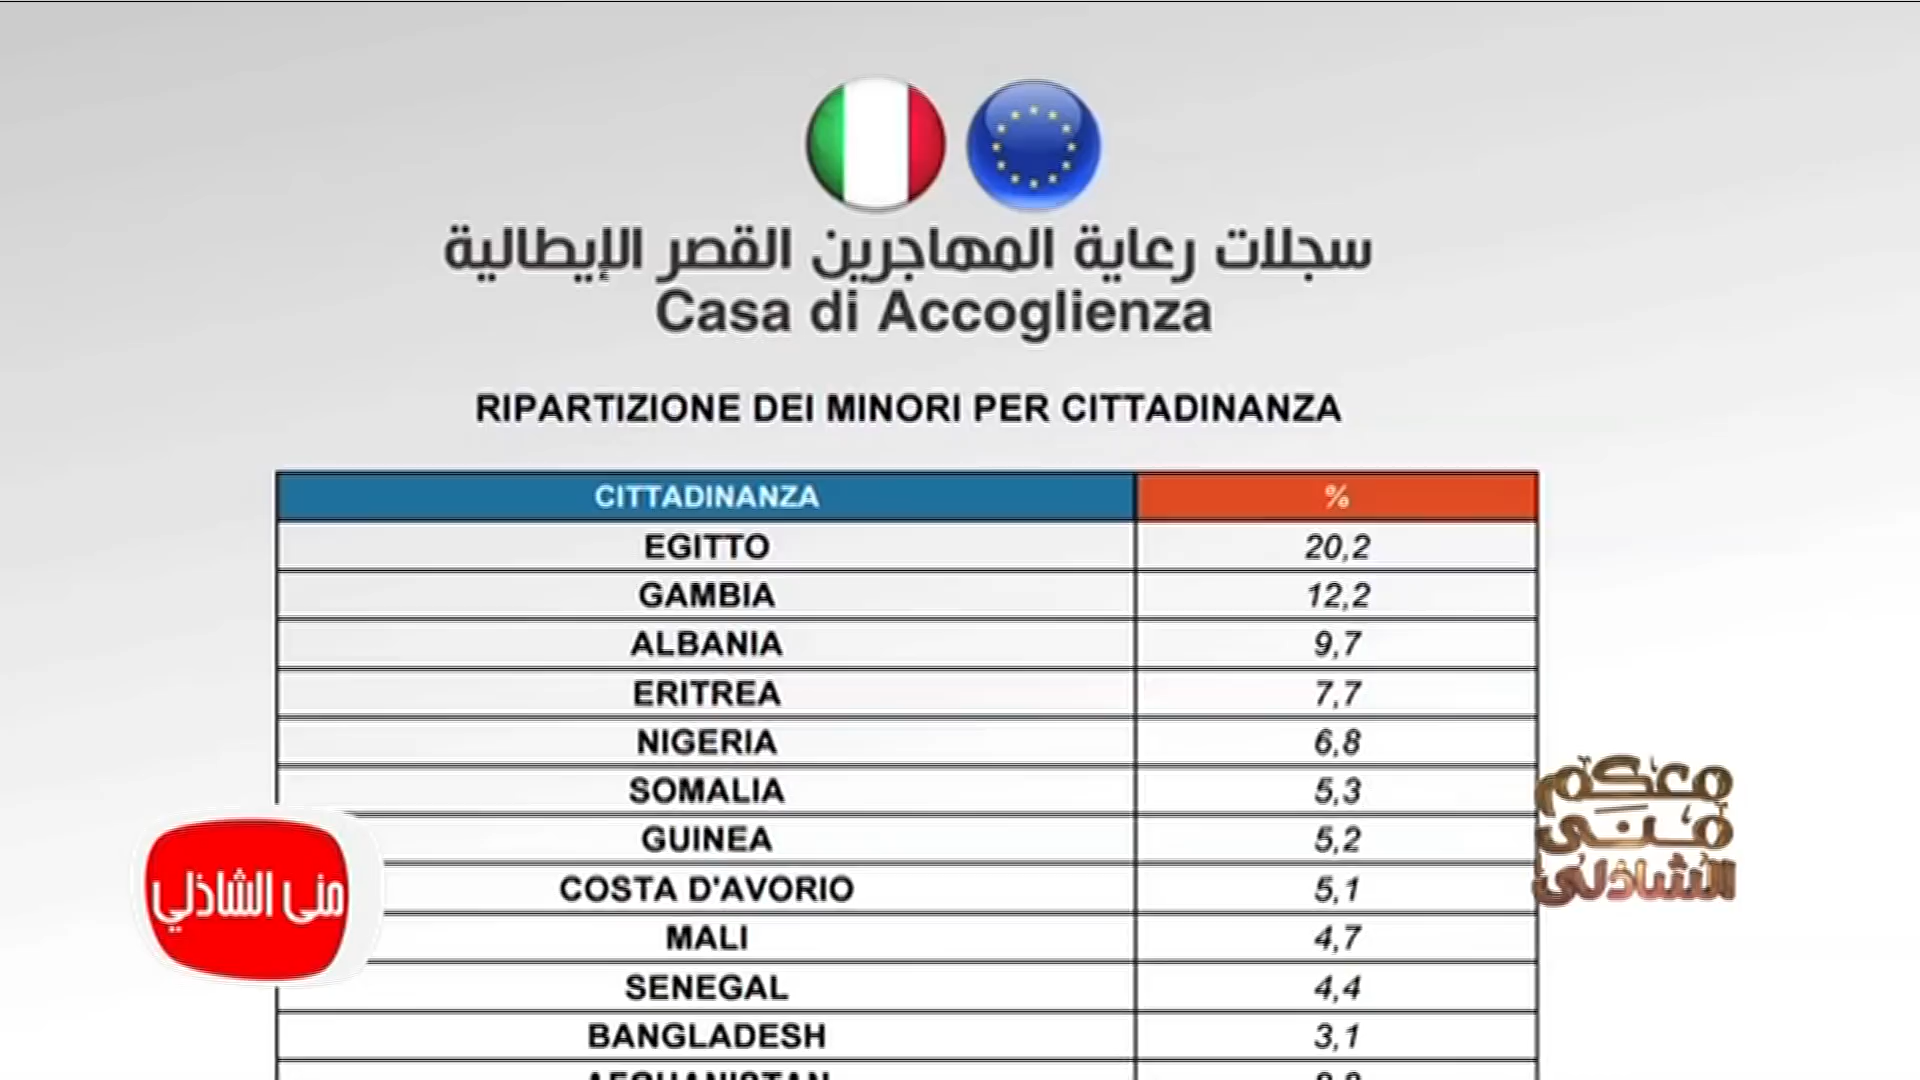 سجلات رعاية المهاجرين القصر الإيطالية
Casa di Accoglienza
RIPARTIZIONE DEI MINORI PER CITTADINANZA
CITTADINANZA %
EGITTO 20,2
GAMBIA 12,2
ALBANIA 9,7
ERITREA 7,7
NIGERIA 6,8
SOMALIA 5,3
GUINEA 5,2
COSTA D'AVORIO 5,1
MALI 4,7
SENEGAL 4,4
BANGLADESH 3,1
AFGHANISTAN
منى الشاذلي
معكم
منى
الشاذلي